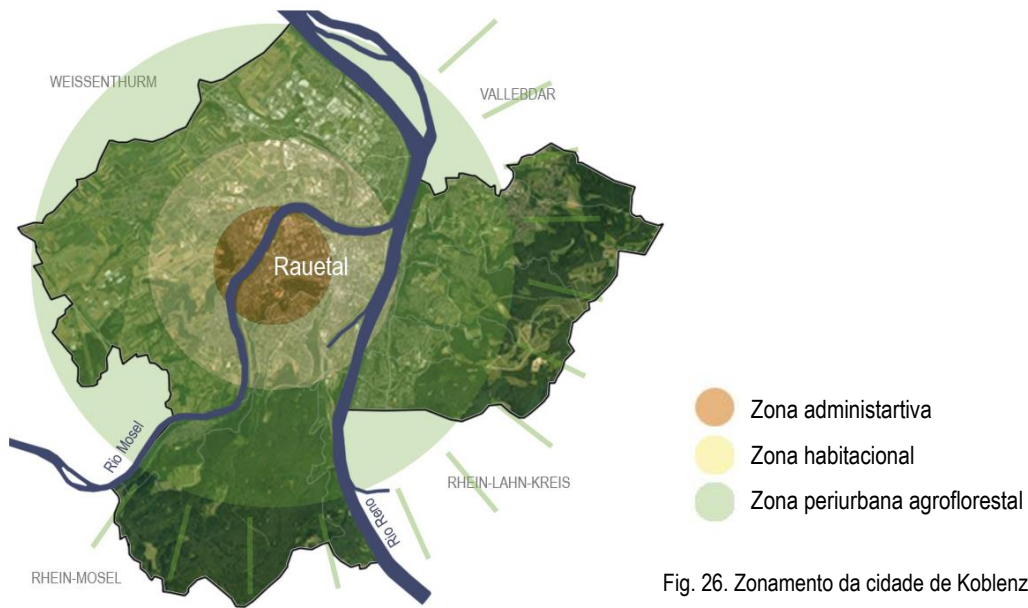 WEISSENTHURM
VALLEBDAR
Rauetal
Rio Mosel
Rio Reno
RHEIN-LAHN-KREIS
RHEIN-MOSEL
Zona administartiva
Zona habitacional
Zona periurbana agroflorestal
Fig. 26. Zonamento da cidade de Koblenz